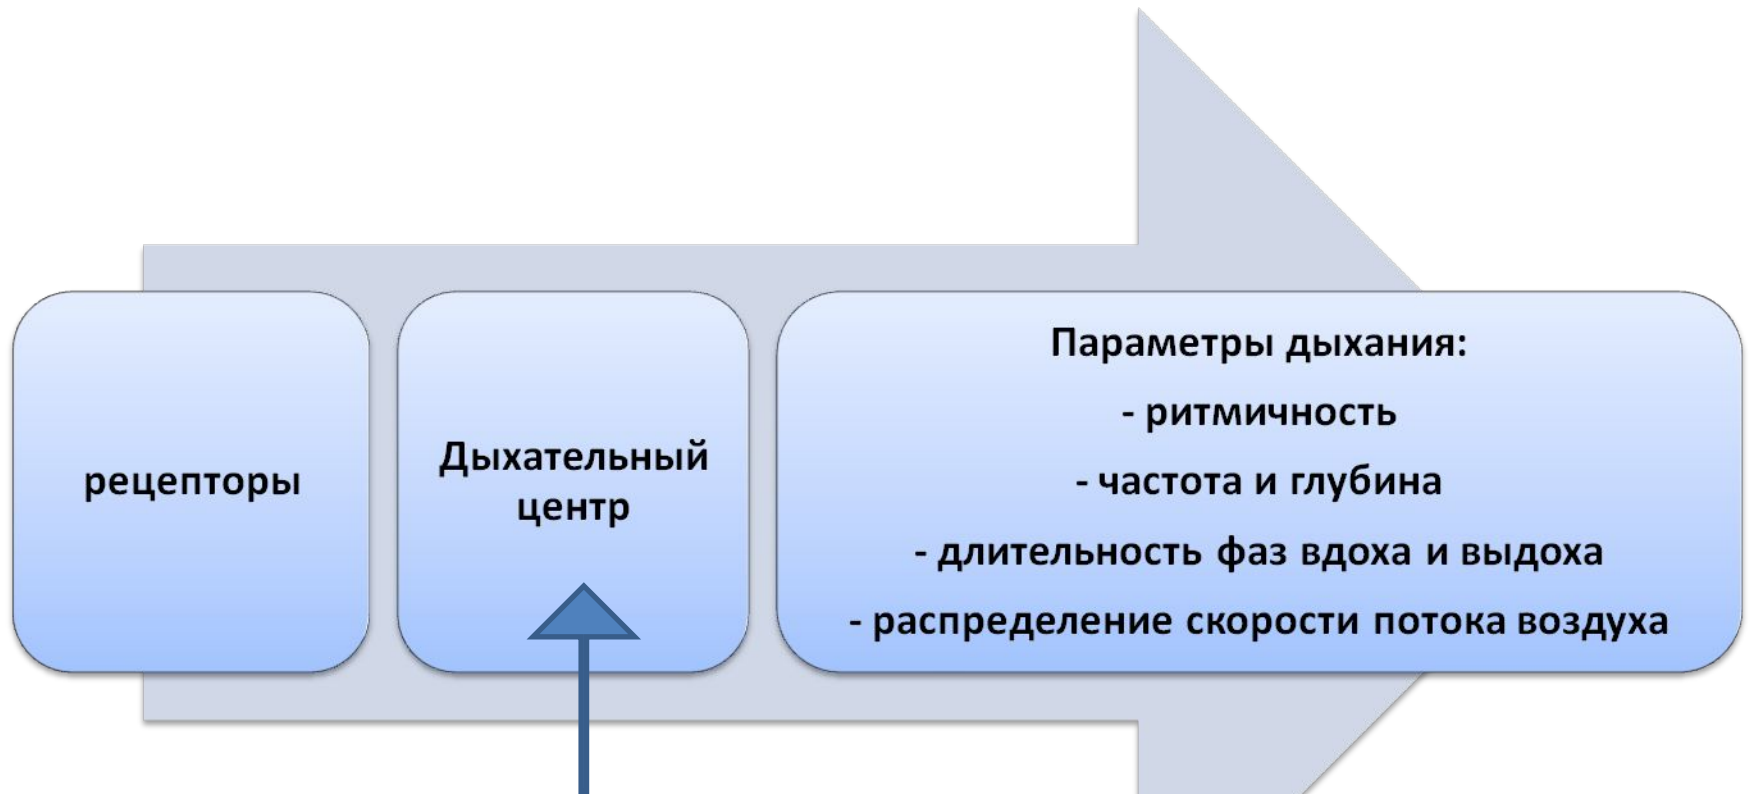 рецепторы
Дыхательный
центр
Параметры дыхания:
- ритмичность
- частота и глубина
- длительность фаз вдоха и выдоха
- распределение скорости потока воздуха